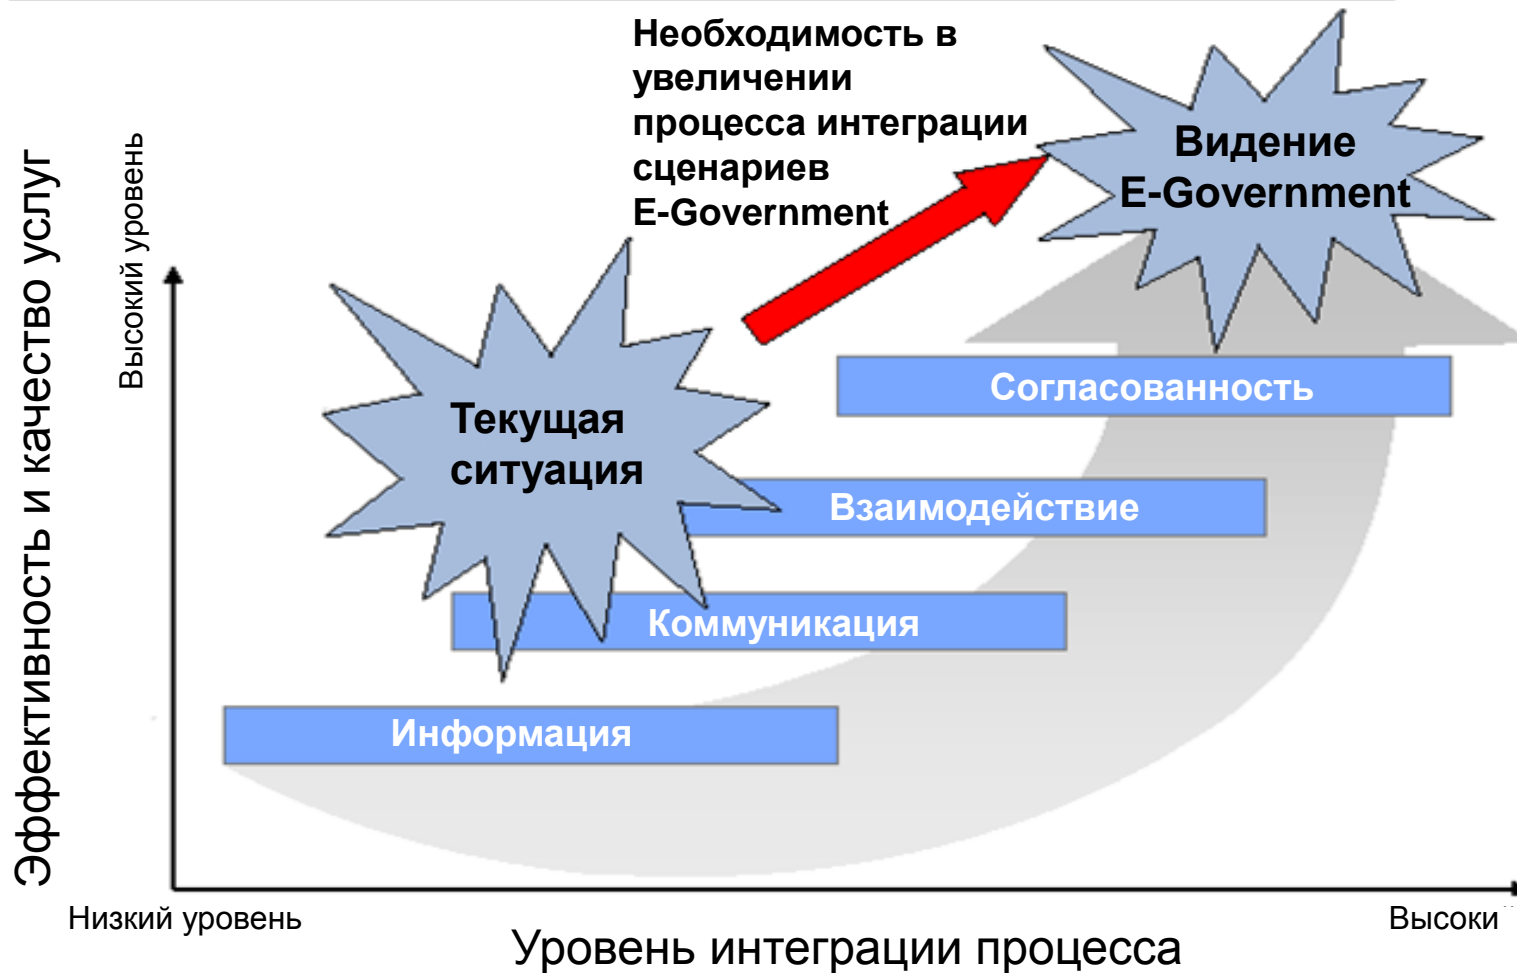 Необходимость в
увеличении
процесса интеграции
сценариев
E-Government
Видение
E-Government
Эффективность и качество услуг
Высокий уровень
Текущая
ситуация
Согласованность
Взаимодействие
Коммуникация
Информация
Низкий уровень
Высоки
Уровень интеграции процесса